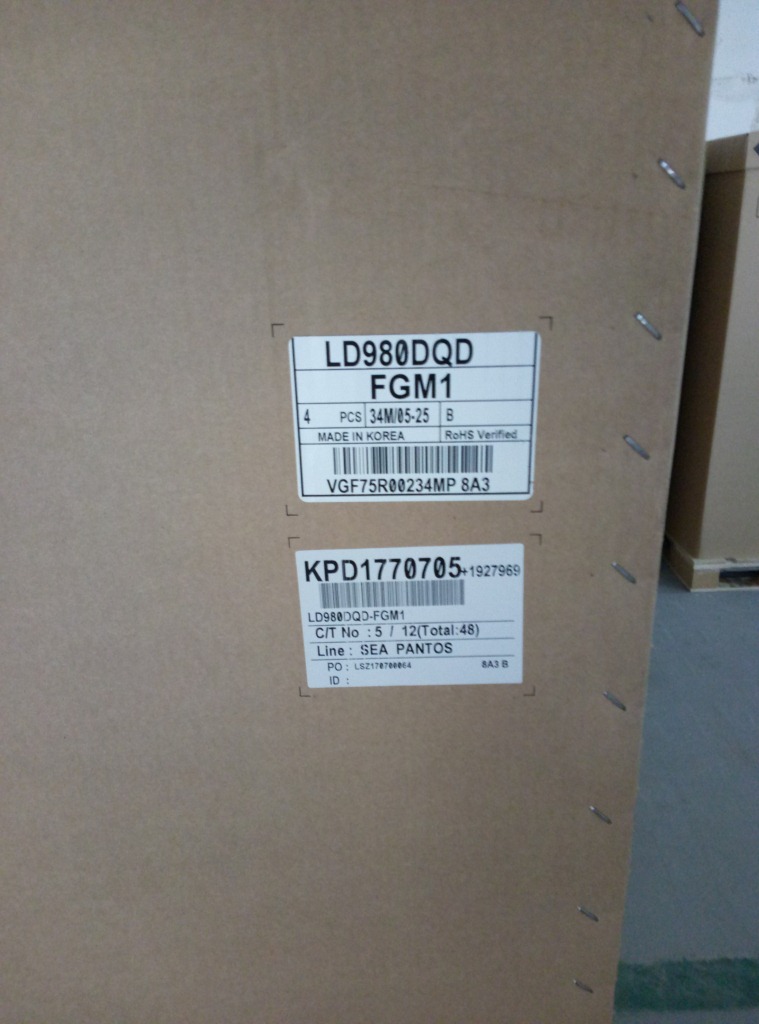 LD980DQD
FGM1
4 PCS 34M/05-25 B
MADE IN KOREA RoHS Verified
VGF75R00234MP 8A3
KPD1770705+1927969
LD980DQD-FGM1
C/T No : 5 / 12(Total:48)
Line : SEA PANTOS
PO : LSZ170700064 8A3 B
ID :